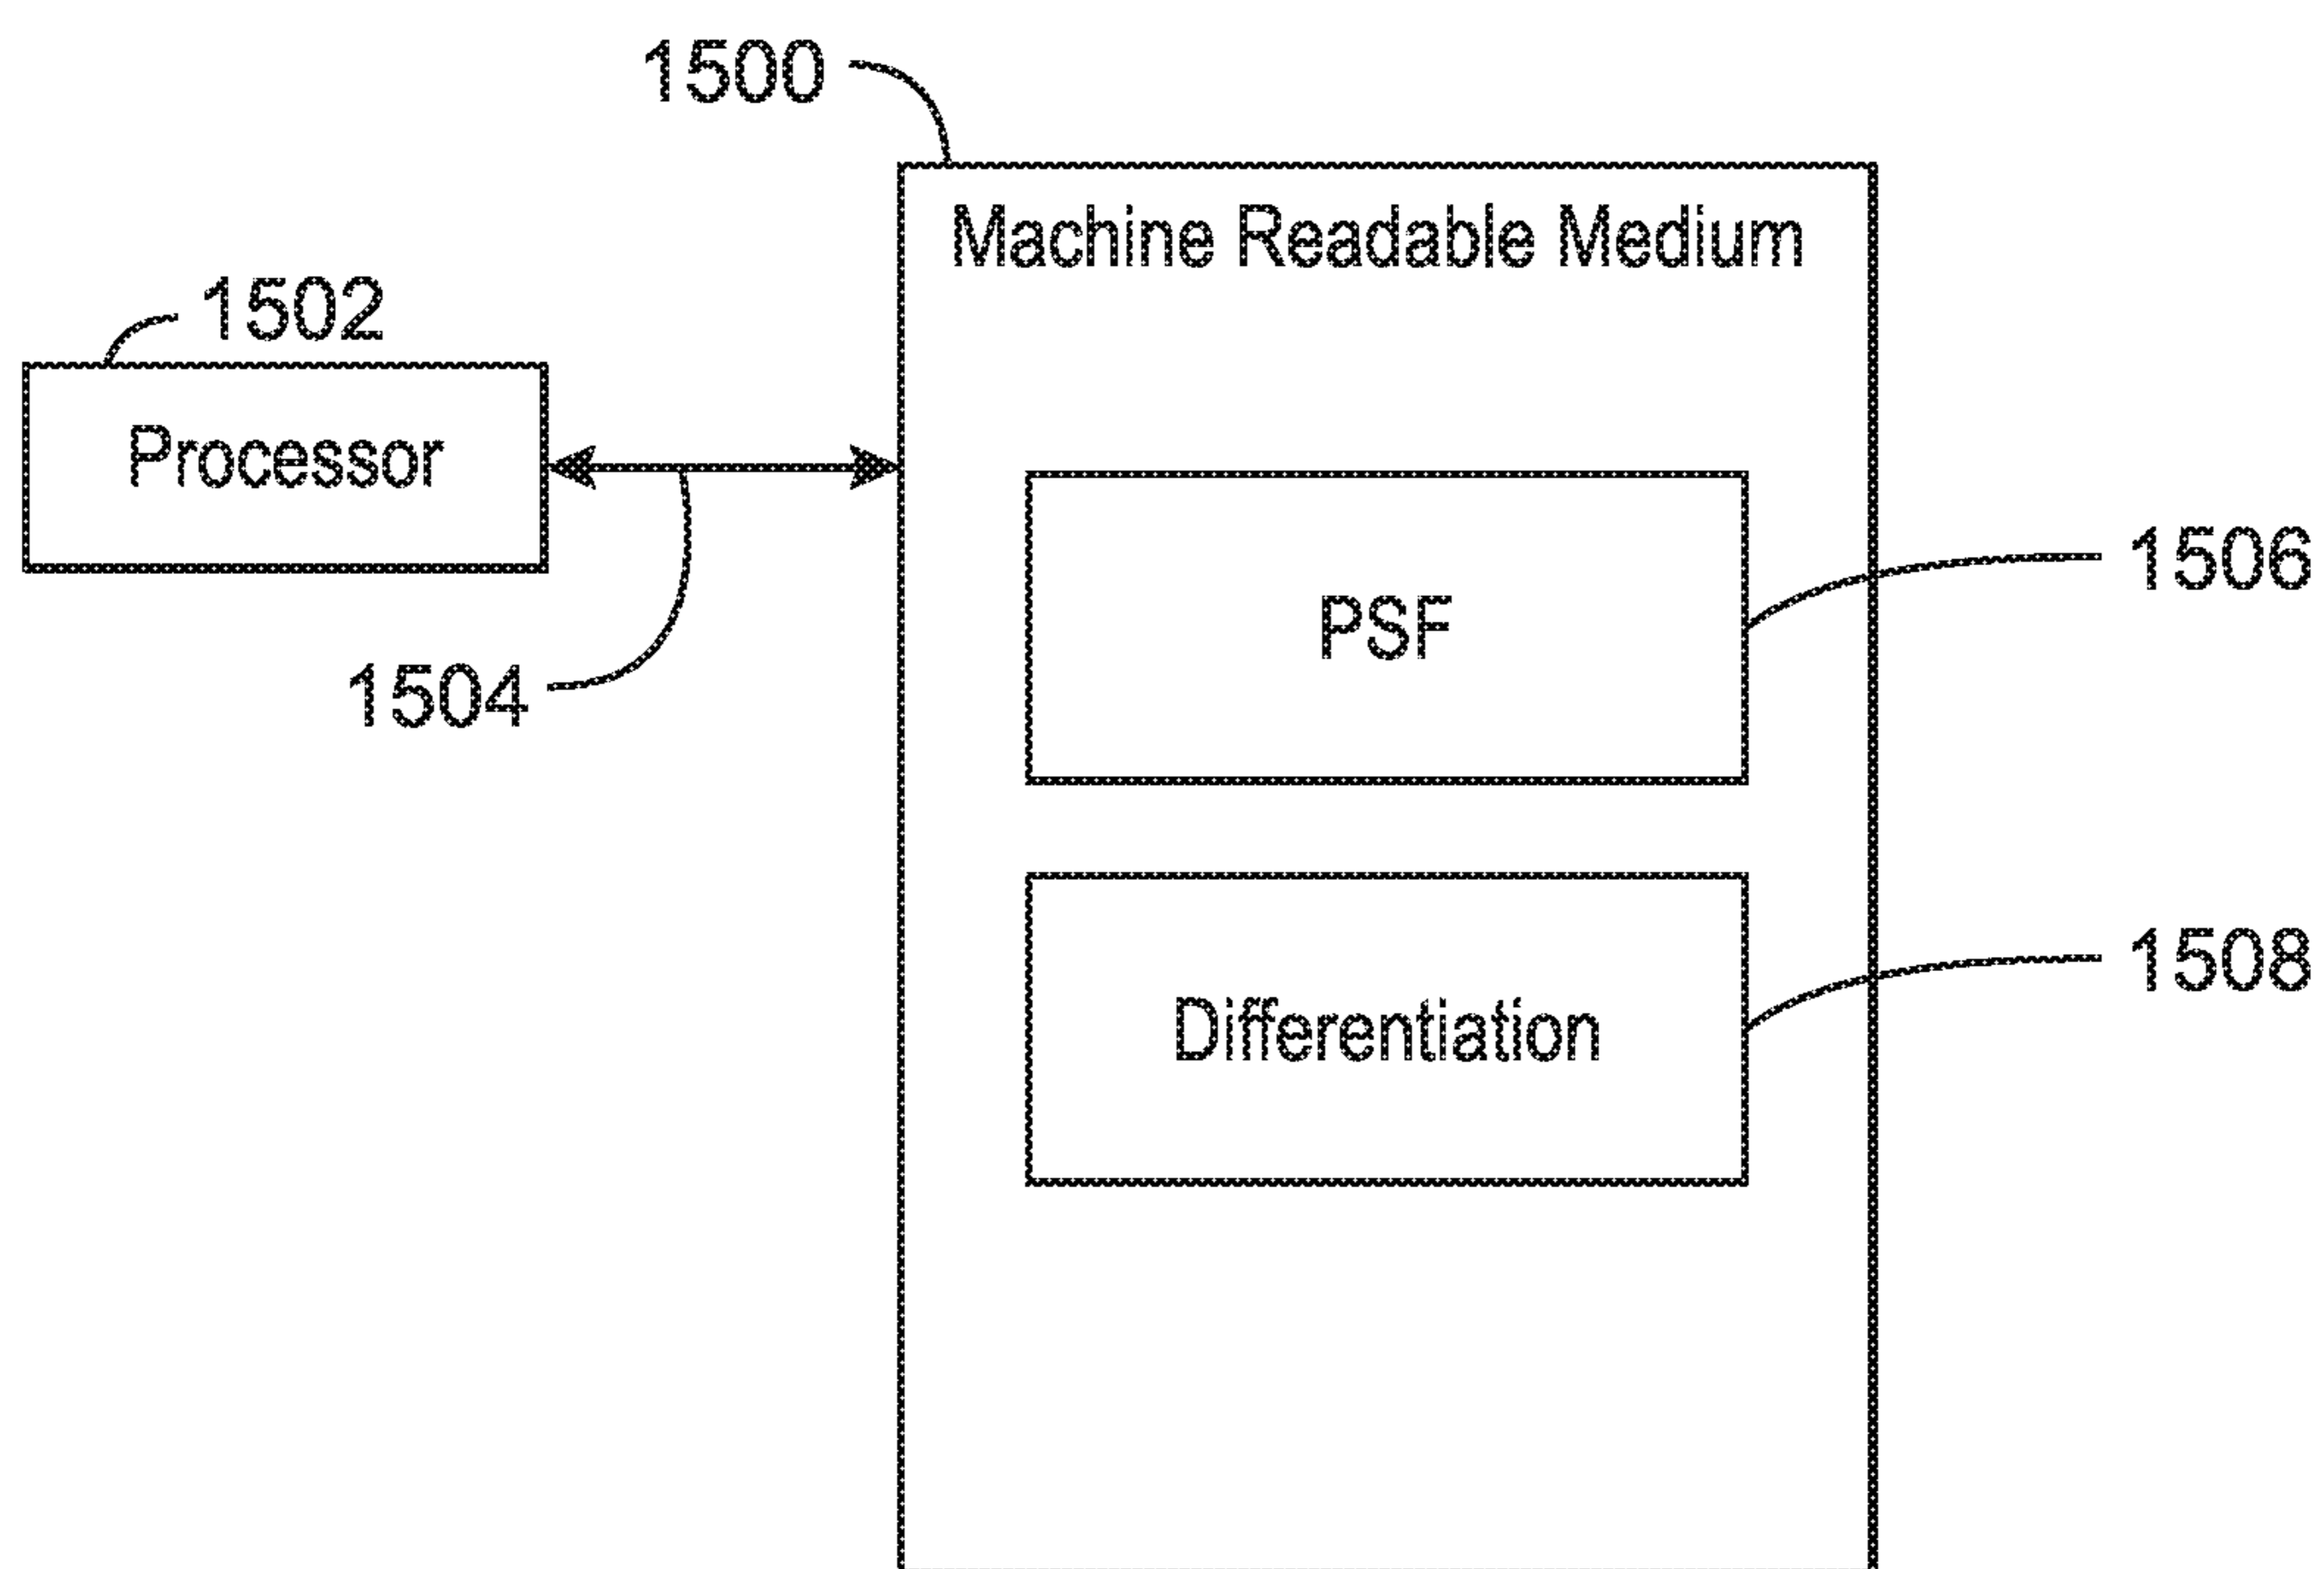 1500
Machine Readable Medium
1502
Processor
1504
PSF
1506
Differentiation
1508